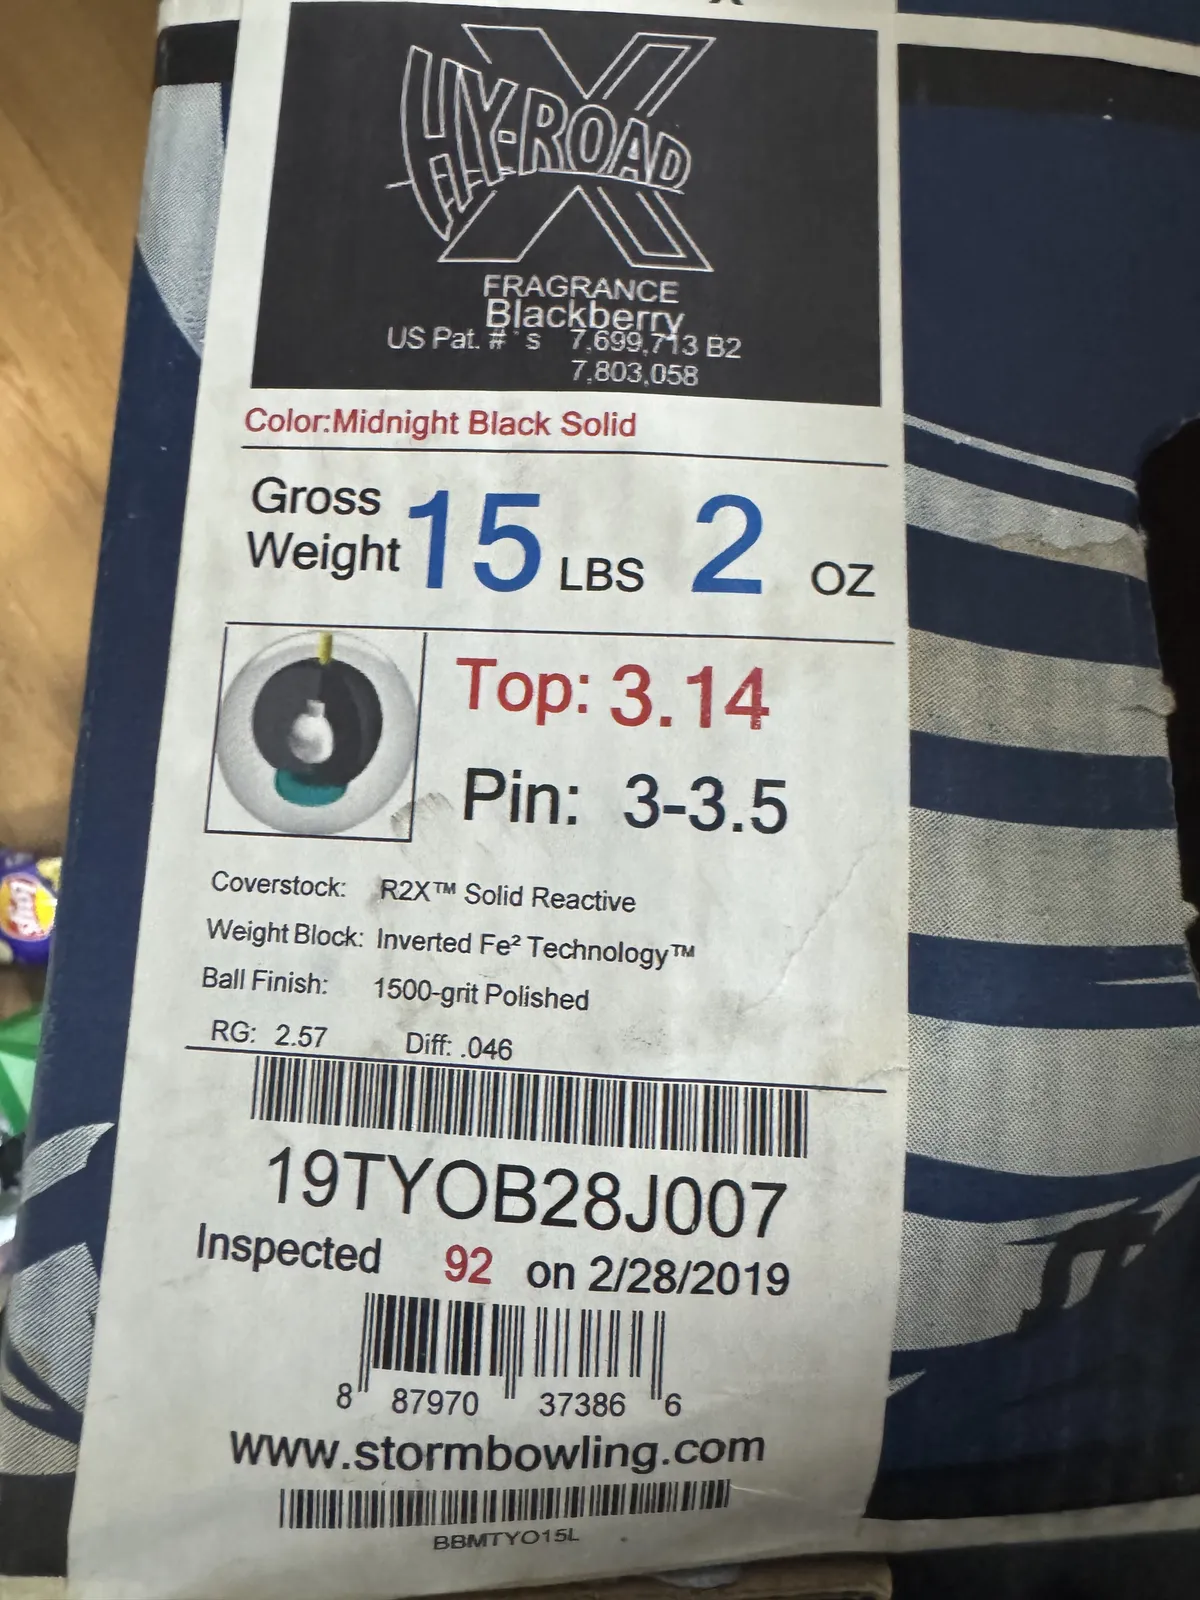 HY-ROAD
X
FRAGRANCE
Blackberry
US Pat. #`s 7,699,713 B2
7,803,058
Color:Midnight Black Solid
Gross Weight 15 LBS 2 OZ
Top: 3.14
Pin: 3-3.5
Coverstock: R2X™ Solid Reactive
Weight Block: Inverted Fe² Technology™
Ball Finish: 1500-grit Polished
RG: 2.57 Diff: .046
19TYOB28J007
Inspected 92 on 2/28/2019
8 87970 37386 6
www.stormbowling.com
BBMTYO15L
Lay's